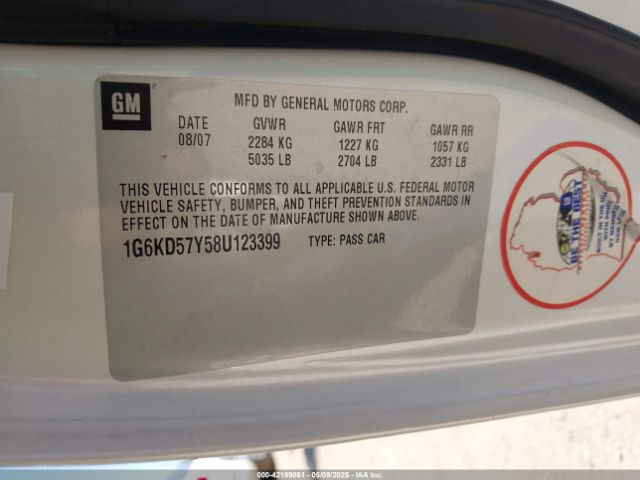 GM
MFD BY GENERAL MOTORS CORP.
DATE GVWR GAWR FRT GAWR RR
08/07 2284 KG 1227 KG 1057 KG
5035 LB 2704 LB 2331 LB
THIS VEHICLE CONFORMS TO ALL APPLICABLE U.S. FEDERAL MOTOR
VEHICLE SAFETY, BUMPER, AND THEFT PREVENTION STANDARDS IN
EFFECT ON THE DATE OF MANUFACTURE SHOWN ABOVE.
1G6KD57Y58U123399 TYPE: PASS CAR
000-42199861 - 05/09/2025 - COPYRIGHT IAA